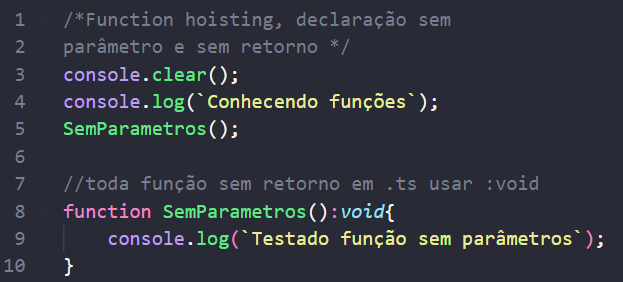 1 /*Function hoisting, declaração sem
2 parâmetro e sem retorno */
3 console.clear();
4 console.log(`Conhecendo funções`);
5 SemParametros();
6
7 //toda função sem retorno em .ts usar :void
8 function SemParametros():void{
9 console.log(`Testado função sem parâmetros`);
10 }